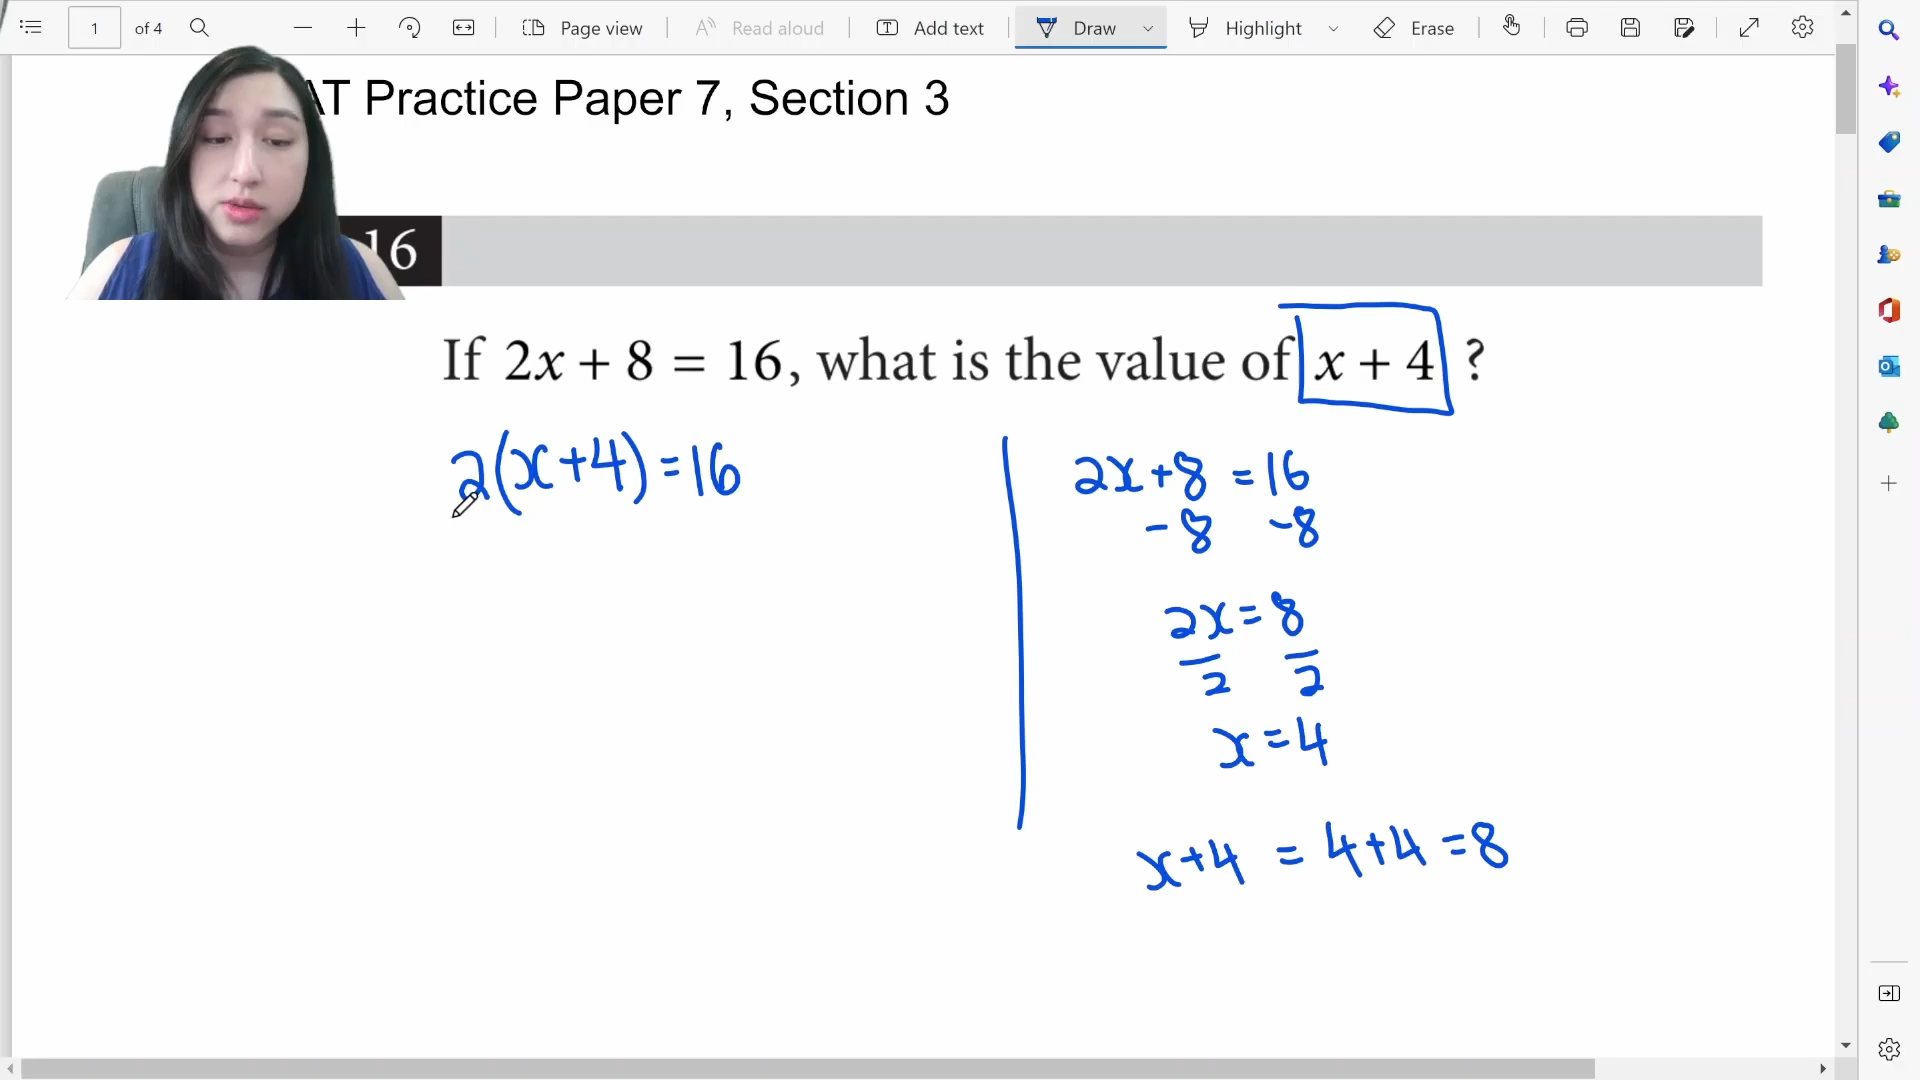 1 of 4 Page view Read aloud Add text Draw Highlight Erase
AT Practice Paper 7, Section 3
16
If 2x + 8 = 16, what is the value of x + 4 ?
2(x+4)=16
2x+8 =16
-8 -8
2x=8
2 2
x=4
x+4 = 4+4 =8